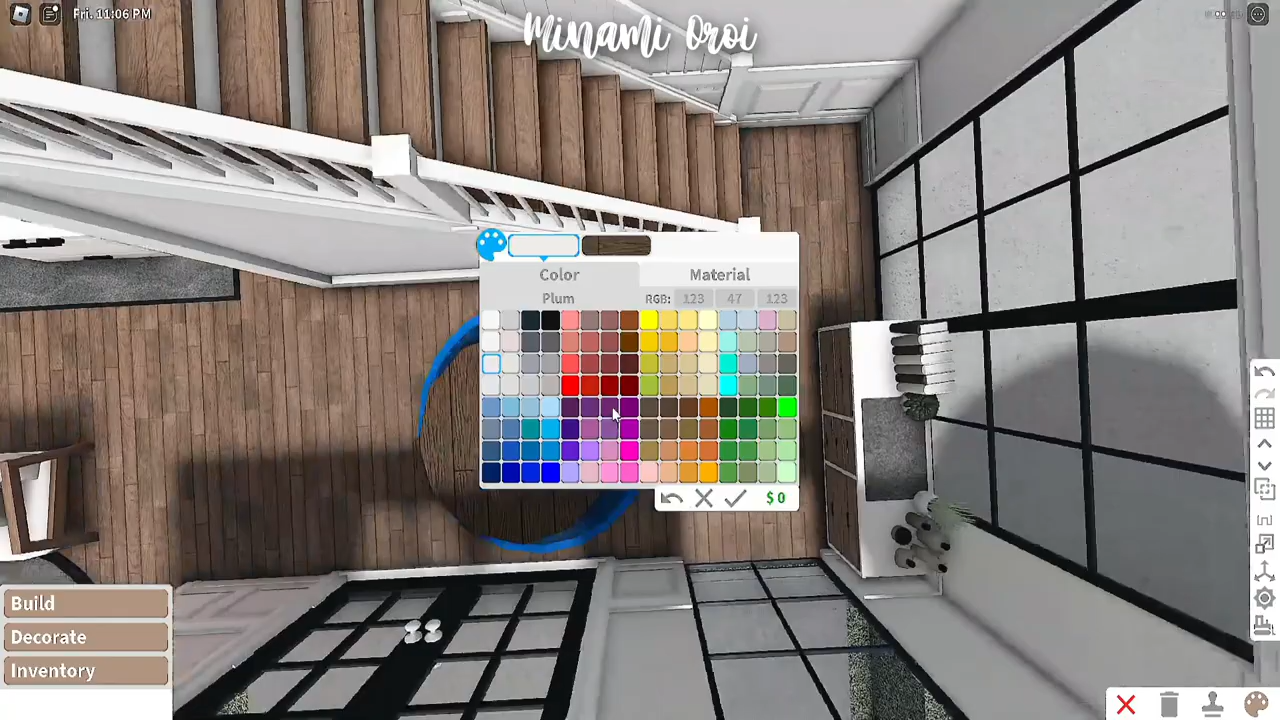 Fri. 11:06 PM
Minami Oroi
Color
Material
Plum
RGB: 123 47 123
$ 0
Build
Decorate
Inventory